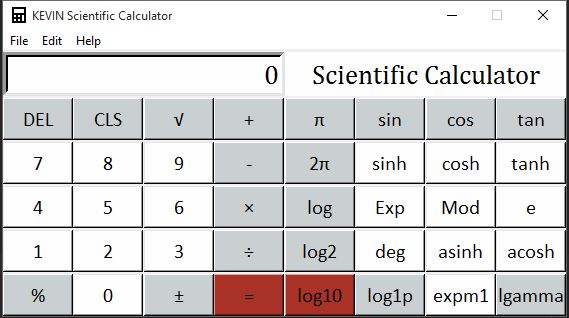 KEVIN Scientific Calculator
File Edit Help
0 Scientific Calculator
DEL CLS √ + π sin cos tan
7 8 9 - 2π sinh cosh tanh
4 5 6 × log Exp Mod e
1 2 3 ÷ log2 deg asinh acosh
% 0 ± = log10 log1p expm1 lgamma